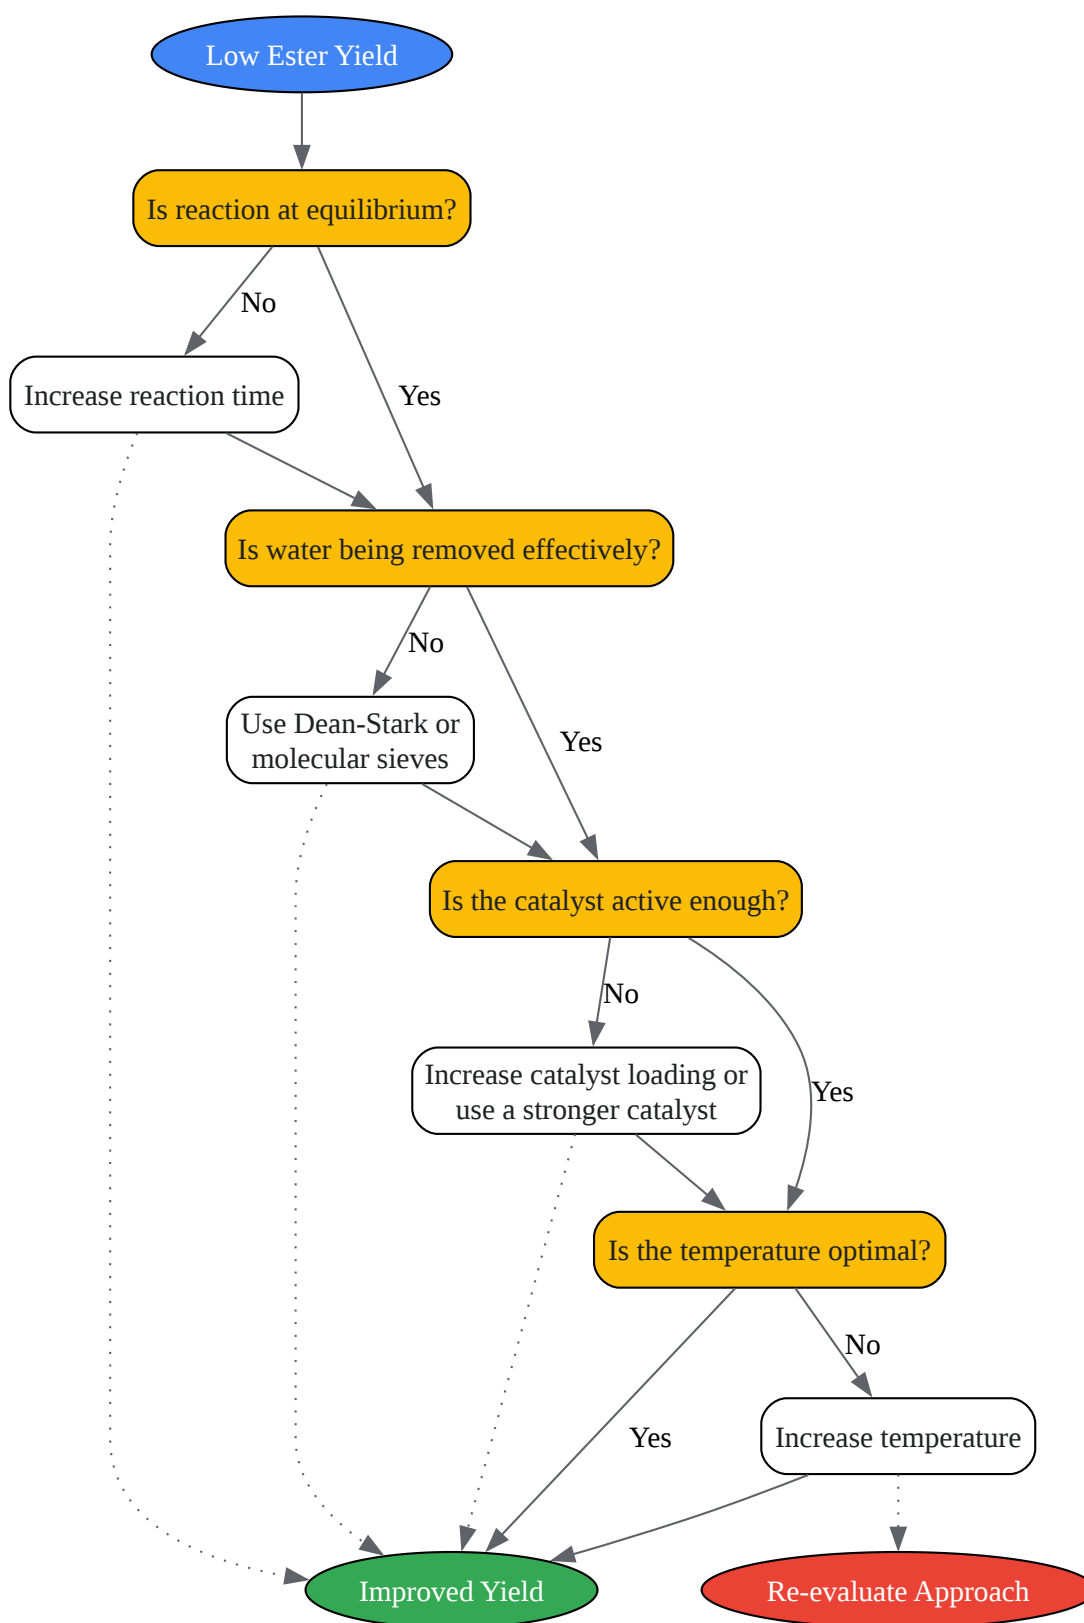 Low Ester Yield
Is reaction at equilibrium?
No
Increase reaction time
Yes
Is water being removed effectively?
No
Use Dean-Stark or
molecular sieves
Yes
Is the catalyst active enough?
No
Increase catalyst loading or
use a stronger catalyst
Yes
Is the temperature optimal?
No
Yes
Increase temperature
Improved Yield
Re-evaluate Approach